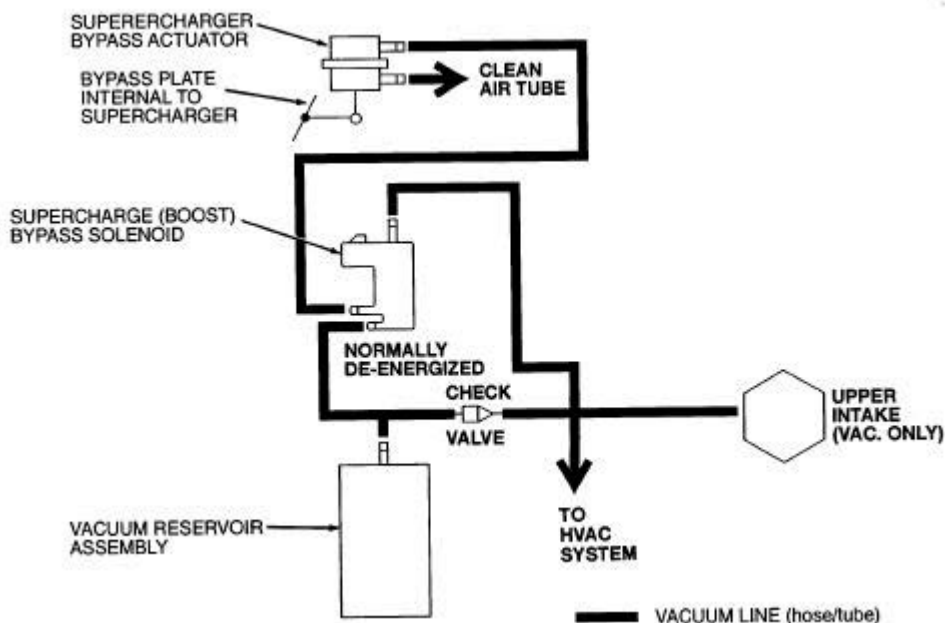 SUPERERCHARGER
BYPASS ACTUATOR
CLEAN
AIR TUBE
BYPASS PLATE
INTERNAL TO
SUPERCHARGER
SUPERCHARGE (BOOST)
BYPASS SOLENOID
NORMALLY
DE-ENERGIZED
CHECK
VALVE
UPPER
INTAKE
(VAC. ONLY)
VACUUM RESERVOIR
ASSEMBLY
TO
HVAC
SYSTEM
VACUUM LINE (hose/tube)